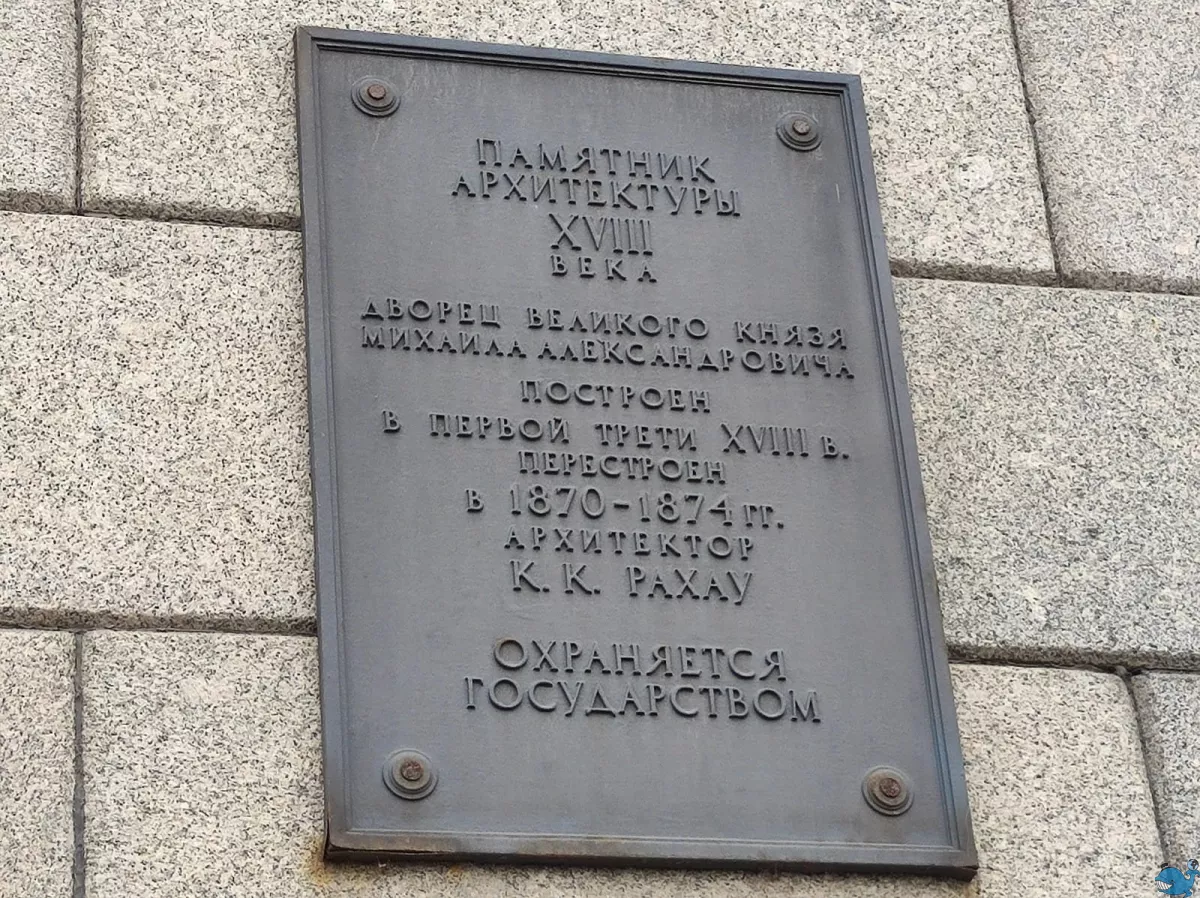 ПАМЯТНИК
АРХИТЕКТУРЫ
XVIII
ВЕКА
ДВОРЕЦ ВЕЛИКОГО КНЯЗЯ
МИХАИЛА АЛЕКСАНДРОВИЧА
ПОСТРОЕН
В ПЕРВОЙ ТРЕТИ XVIII В.
ПЕРЕСТРОЕН
В 1870-1874 ГГ.
АРХИТЕКТОР
К. К. РАХАУ
ОХРАНЯЕТСЯ
ГОСУДАРСТВОМ